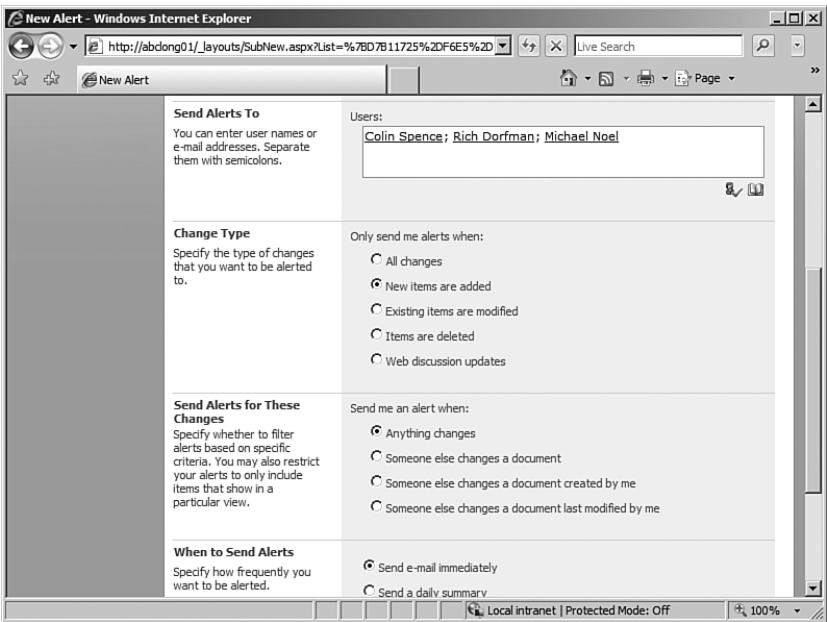 New Alert - Windows Internet Explorer
http://abclong01/_layouts/SubNew.aspx?List=%7BD7B11725%2DF6E5%2D
Live Search
New Alert
Page
»
Send Alerts To
You can enter user names or
e-mail addresses. Separate
them with semicolons.
Users:
Colin Spence; Rich Dorfman; Michael Noel
Change Type
Specify the type of changes
that you want to be alerted
to.
Only send me alerts when:
All changes
New items are added
Existing items are modified
Items are deleted
Web discussion updates
Send Alerts for These
Changes
Specify whether to filter
alerts based on specific
criteria. You may also restrict
your alerts to only include
items that show in a
particular view.
Send me an alert when:
Anything changes
Someone else changes a document
Someone else changes a document created by me
Someone else changes a document last modified by me
When to Send Alerts
Specify how frequently you
want to be alerted.
Send e-mail immediately
Send a daily summary
Local intranet | Protected Mode: Off
100%